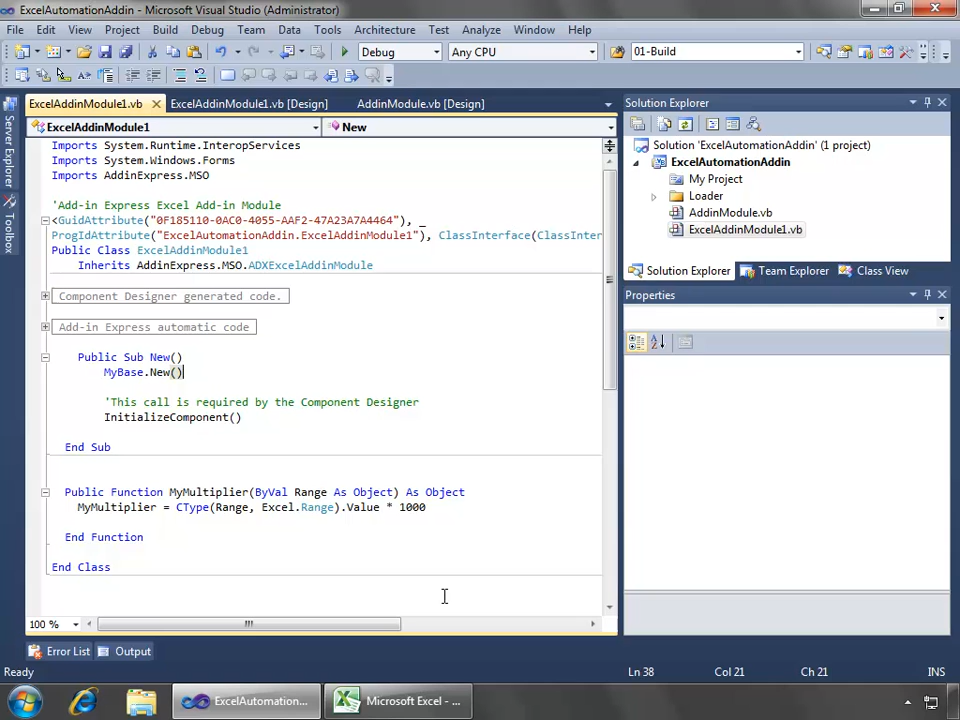 ExcelAutomationAddin - Microsoft Visual Studio (Administrator)
File Edit View Project Build Debug Team Data Tools Architecture Test Analyze Window Help
Debug Any CPU 01-Build
ExcelAddinModule1.vb ExcelAddinModule1.vb [Design] AddinModule.vb [Design]
ExcelAddinModule1 New
Server Explorer
Toolbox
Imports System.Runtime.InteropServices
Imports System.Windows.Forms
Imports AddinExpress.MSO
'Add-in Express Excel Add-in Module
<GuidAttribute("0F185110-0AC0-4055-AAF2-47A23A7A4464"), _
ProgIdAttribute("ExcelAutomationAddin.ExcelAddinModule1"), ClassInterface(ClassInter
Public Class ExcelAddinModule1
Inherits AddinExpress.MSO.ADXExcelAddinModule
Component Designer generated code.
Add-in Express automatic code
Public Sub New()
MyBase.New()
'This call is required by the Component Designer
InitializeComponent()
End Sub
Public Function MyMultiplier(ByVal Range As Object) As Object
MyMultiplier = CType(Range, Excel.Range).Value * 1000
End Function
End Class
100 %
Solution Explorer
Solution 'ExcelAutomationAddin' (1 project)
ExcelAutomationAddin
My Project
Loader
AddinModule.vb
ExcelAddinModule1.vb
Solution Explorer Team Explorer Class View
Properties
Error List Output
Ready Ln 38 Col 21 Ch 21 INS
ExcelAutomation... Microsoft Excel - ...